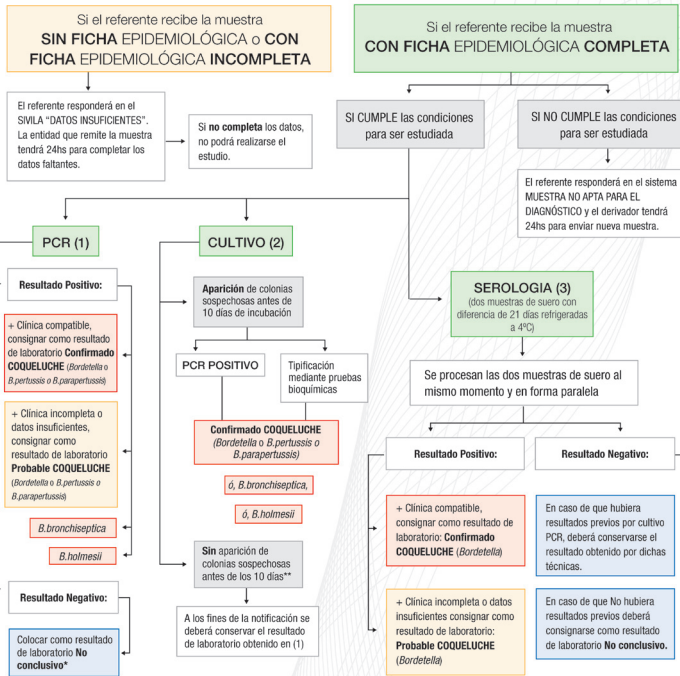 Si el referente recibe la muestra
SIN FICHA EPIDEMIOLÓGICA o CON
FICHA EPIDEMIOLÓGICA INCOMPLETA
El referente responderá en el
SIVILA “DATOS INSUFICIENTES”.
La entidad que remite la muestra
tendrá 24hs para completar los
datos faltantes.
Si no completa los datos,
no podrá realizarse el
estudio.
Si el referente recibe la muestra
CON FICHA EPIDEMIOLÓGICA COMPLETA
SI CUMPLE las condiciones
para ser estudiada
SI NO CUMPLE las condiciones
para ser estudiada
El referente responderá en el sistema
MUESTRA NO APTA PARA EL
DIAGNÓSTICO y el derivador tendrá
24hs para enviar nueva muestra.
PCR (1)
Resultado Positivo:
+ Clínica compatible,
consignar como resultado
de laboratorio Confirmado
COQUELUCHE (Bordetella o
B.pertussis o B.parapertussis)
+ Clínica incompleta o
datos insuficientes,
consignar como
resultado de laboratorio
Probable COQUELUCHE
(Bordetella o B.pertussis o
B.parapertussis)
B.bronchiseptica
B.holmesii
Resultado Negativo:
Colocar como resultado
de laboratorio No
conclusivo*
CULTIVO (2)
Aparición de colonias
sospechosas antes de
10 días de incubación
PCR POSITIVO
Tipificación
mediante pruebas
bioquímicas
Confirmado COQUELUCHE
(Bordetella o B.pertussis o
B.parapertussis)
ó, B.bronchiseptica,
ó, B.holmesii
Sin aparición de
colonias sospechosas
antes de los 10 días**
A los fines de la notificación se
deberá conservar el resultado
de laboratorio obtenido en (1)
SEROLOGIA (3)
(dos muestras de suero con
diferencia de 21 días refrigeradas
a 4ºC)
Se procesan las dos muestras de suero al
mismo momento y en forma paralela
Resultado Positivo:
+ Clínica compatible,
consignar como resultado de
laboratorio: Confirmado
COQUELUCHE (Bordetella)
+ Clínica incompleta o datos
insuficientes consignar como
resultado de laboratorio:
Probable COQUELUCHE
(Bordetella)
Resultado Negativo:
En caso de que hubiera
resultados previos por cultivo
PCR, deberá conservarse el
resultado obtenido por dichas
técnicas.
En caso de que No hubiera
resultados previos deberá
consignarse como resultado
de laboratorio No conclusivo.